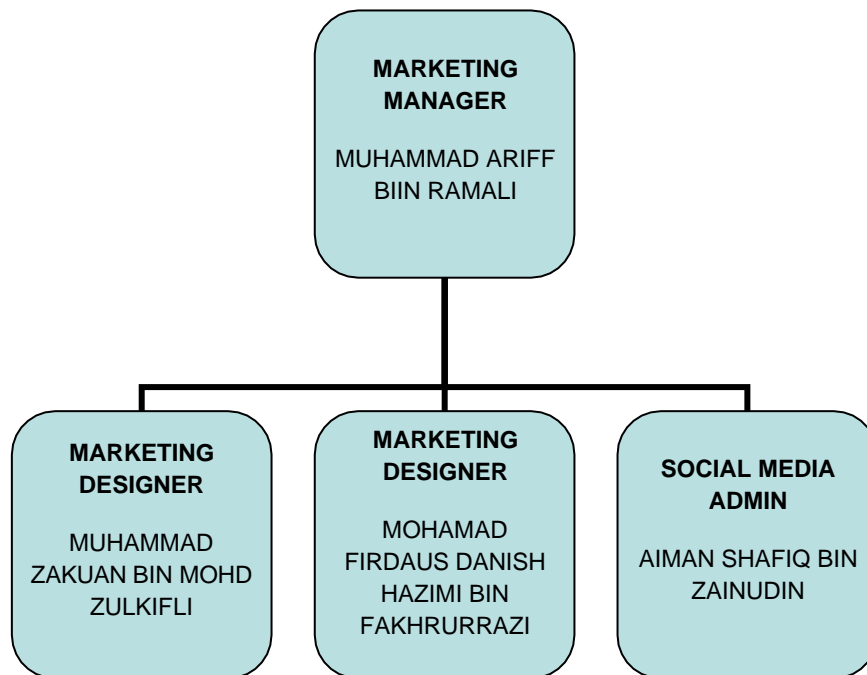 MARKETING
MANAGER
MUHAMMAD ARIFF
BIIN RAMALI
MARKETING
DESIGNER
MUHAMMAD
ZAKUAN BIN MOHD
ZULKIFLI
MARKETING
DESIGNER
MOHAMAD
FIRDAUS DANISH
HAZIMI BIN
FAKHRURRAZI
SOCIAL MEDIA
ADMIN
AIMAN SHAFIQ BIN
ZAINUDIN